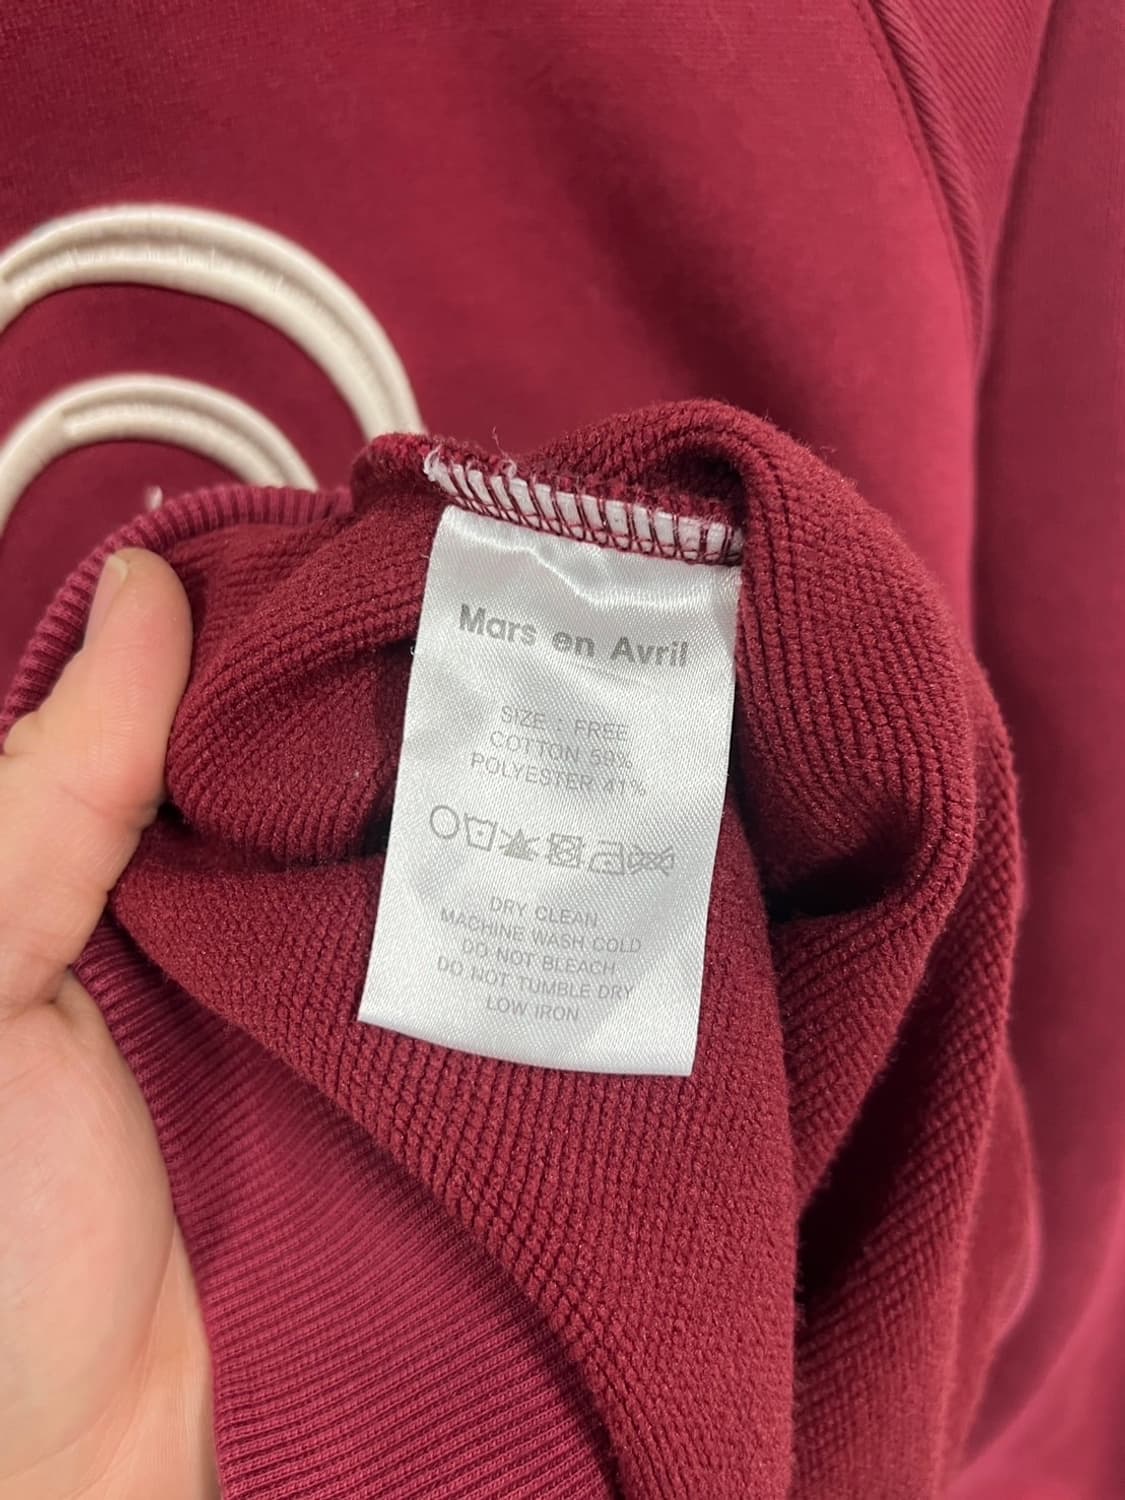 Mars en Avril
SIZE : FREE
COTTON 59%
POLYESTER 41%
DRY CLEAN
MACHINE WASH COLD
DO NOT BLEACH
DO NOT TUMBLE DRY
LOW IRON